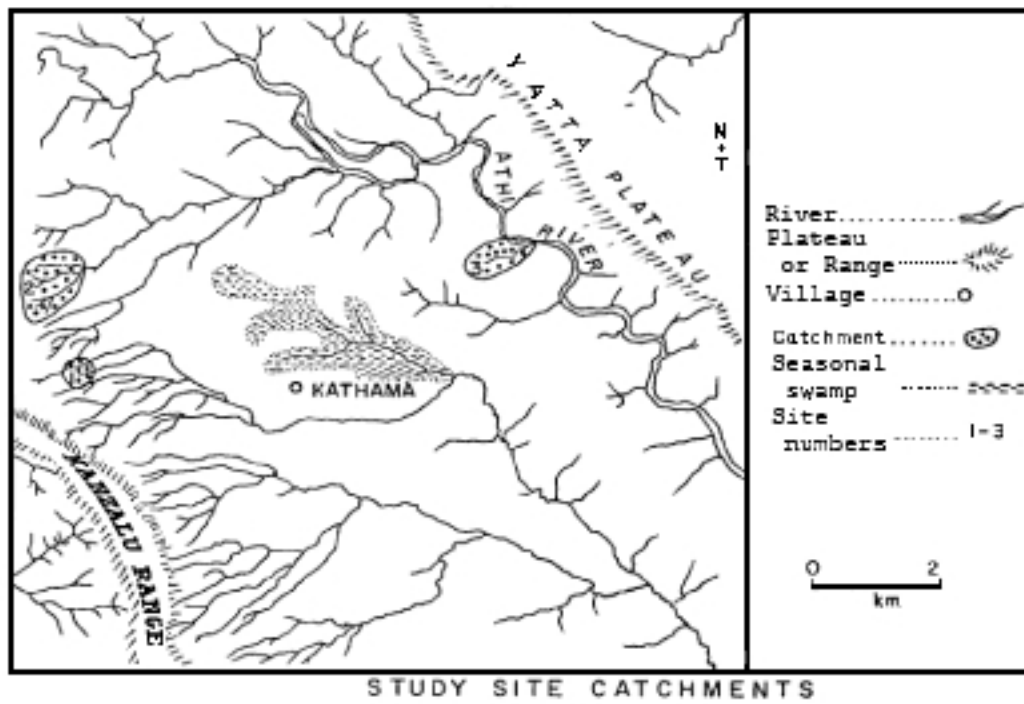 YATTA PLATEAU
N
T
ATHI
RIVER
KATHAMA
KANZALU RANGE
River
Plateau
or Range
Village
Catchment
Seasonal
swamp
Site
numbers
1-3
0 2
km
STUDY SITE CATCHMENTS